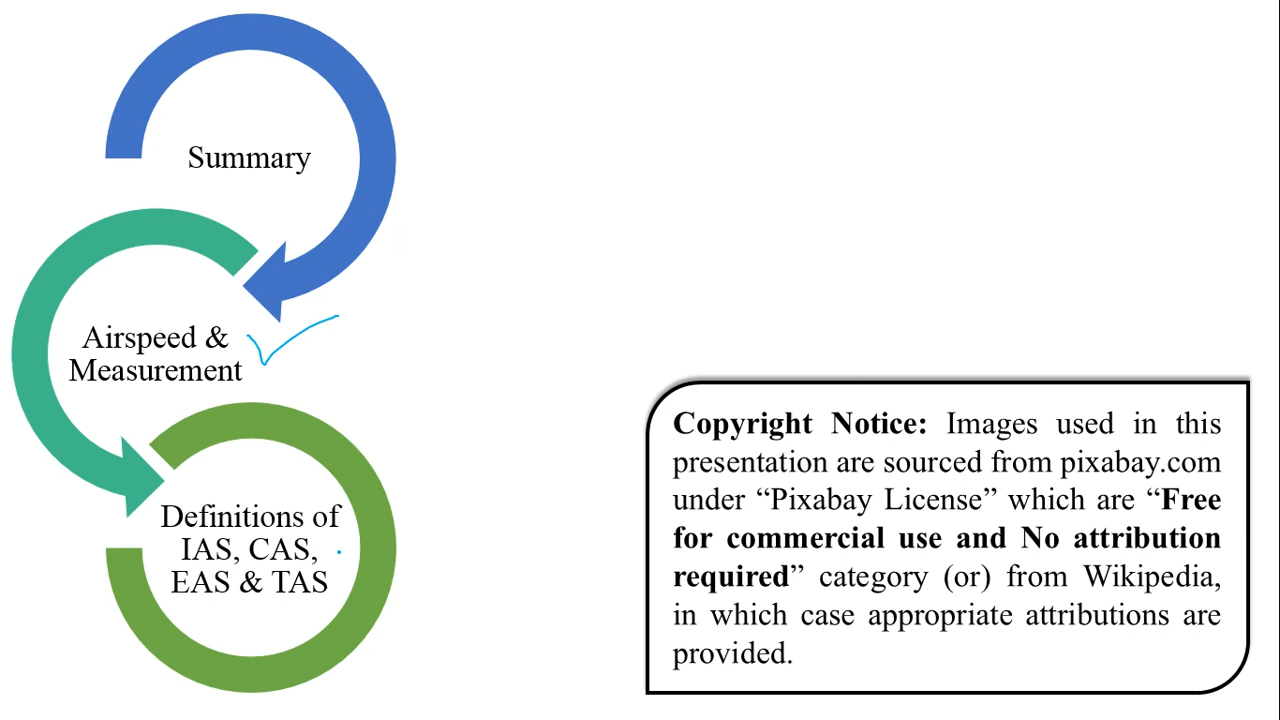 Summary
Airspeed &
Measurement
Definitions of
IAS, CAS,
EAS & TAS
Copyright Notice: Images used in this
presentation are sourced from pixabay.com
under “Pixabay License” which are “Free
for commercial use and No attribution
required” category (or) from Wikipedia,
in which case appropriate attributions are
provided.